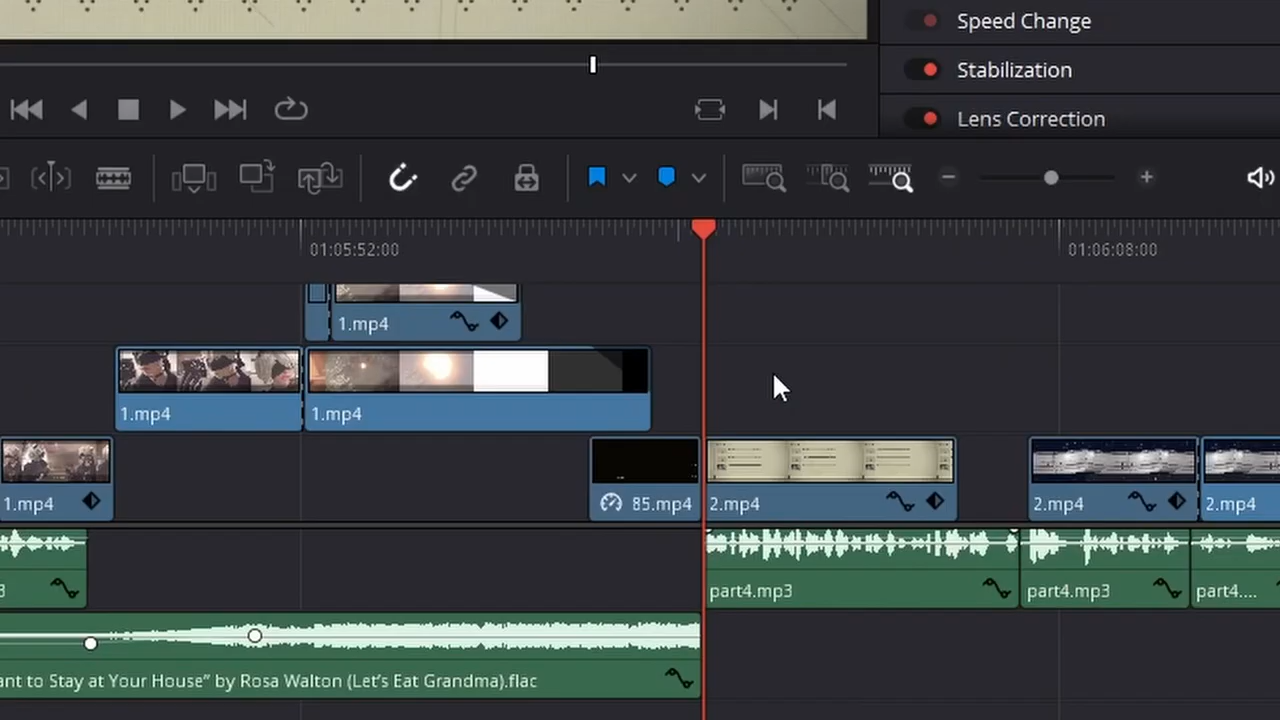 Speed Change
Stabilization
Lens Correction
01:05:52:00
01:06:08:00
1.mp4
1.mp4
1.mp4
1.mp4
85.mp4
2.mp4
2.mp4
2.mp4
3
part4.mp3
part4.mp3
part4....
ant to Stay at Your House” by Rosa Walton (Let’s Eat Grandma).flac